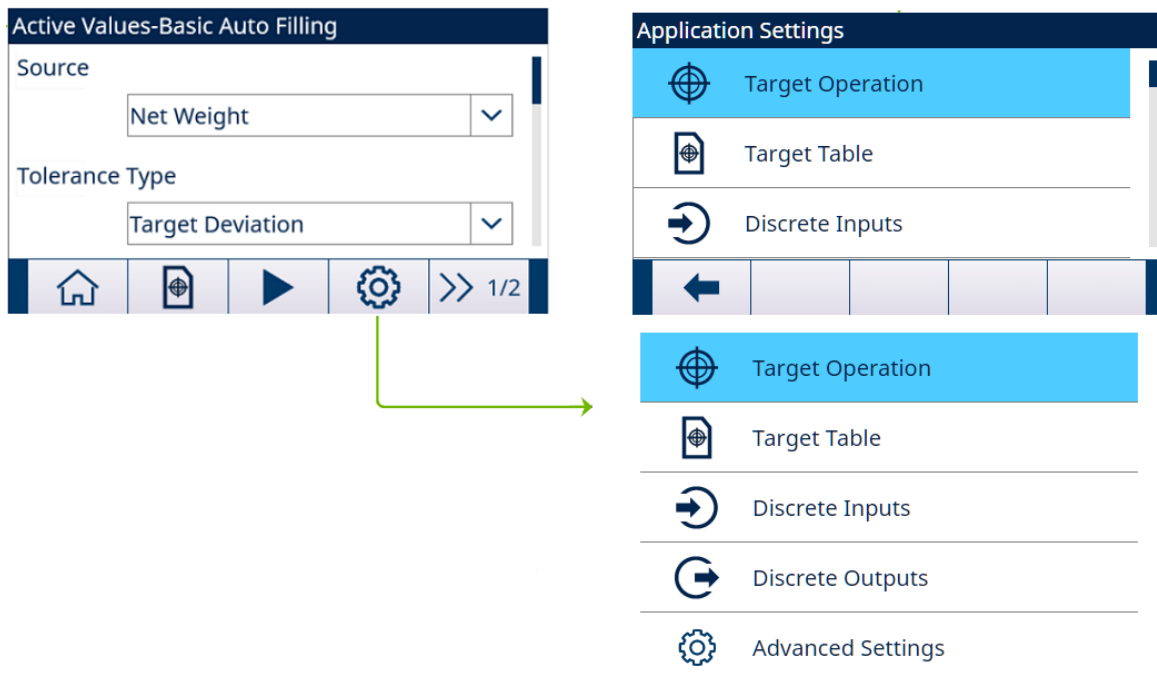 Active Values-Basic Auto Filling
Source
Net Weight
Tolerance Type
Target Deviation
1/2
Application Settings
Target Operation
Target Table
Discrete Inputs
Target Operation
Target Table
Discrete Inputs
Discrete Outputs
Advanced Settings